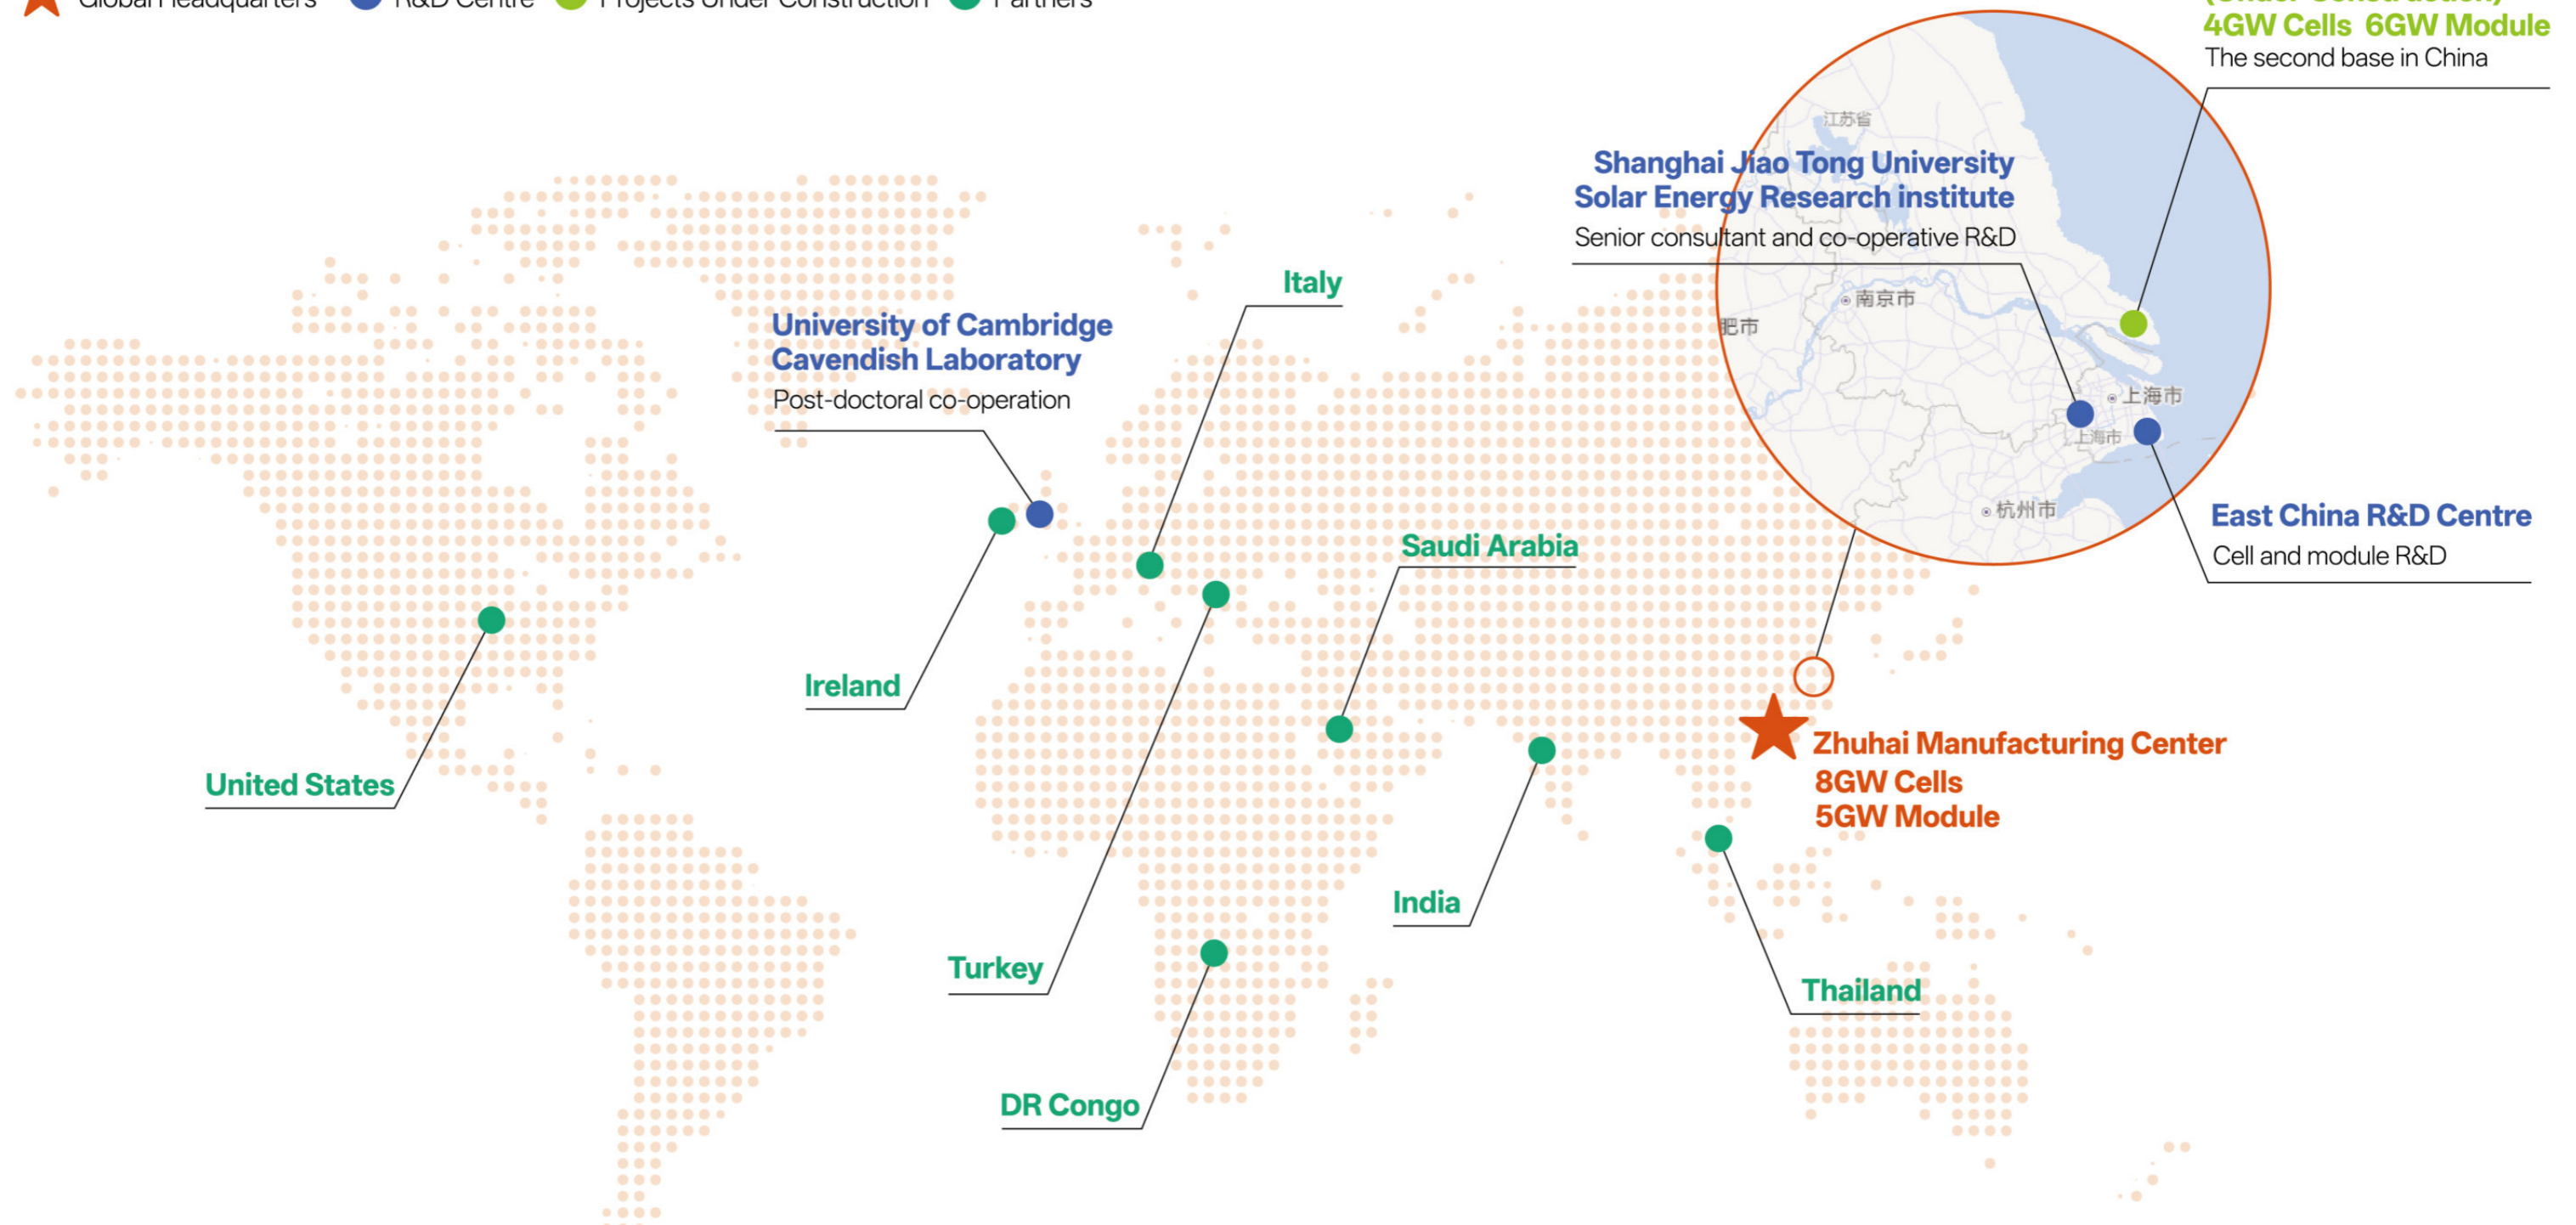 Global Headquarters R&D Centre Projects Under Construction Partners
(Under Construction)
4GW Cells 6GW Module
The second base in China
江苏省
Shanghai Jiao Tong University
Solar Energy Research institute
Senior consultant and co-operative R&D
南京市
肥市
上海市
上海市
杭州市
East China R&D Centre
Cell and module R&D
Italy
University of Cambridge
Cavendish Laboratory
Post-doctoral co-operation
Saudi Arabia
Ireland
United States
Zhuhai Manufacturing Center
8GW Cells
5GW Module
India
Turkey
Thailand
DR Congo